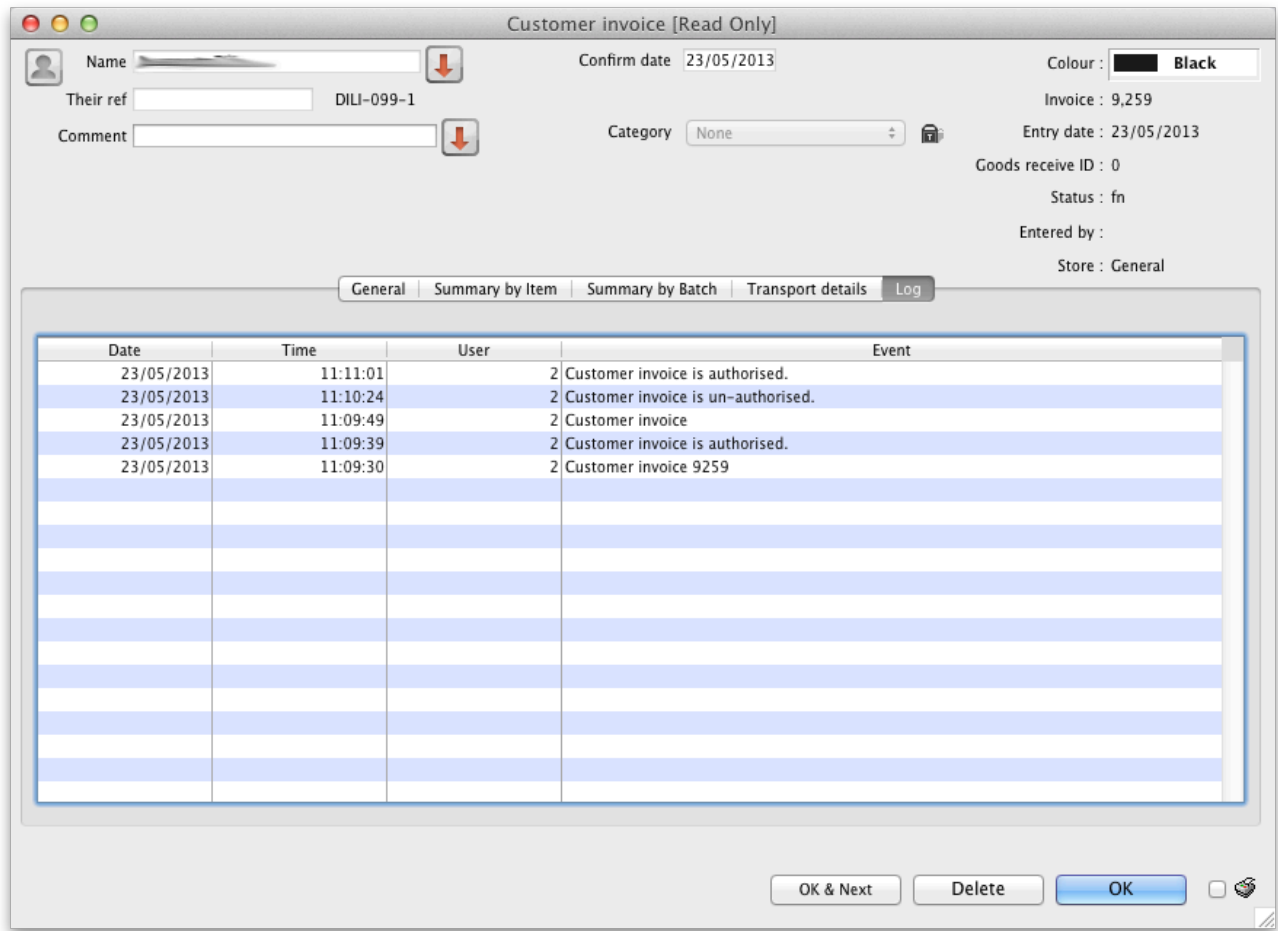 Customer invoice [Read Only]
Name
Confirm date 23/05/2013
Colour : Black
Their ref
DILI-099-1
Invoice : 9,259
Comment
Category None
Entry date : 23/05/2013
Goods receive ID : 0
Status : fn
Entered by :
Store : General
General Summary by Item Summary by Batch Transport details Log
Date Time User Event
23/05/2013 11:11:01 2 Customer invoice is authorised.
23/05/2013 11:10:24 2 Customer invoice is un-authorised.
23/05/2013 11:09:49 2 Customer invoice
23/05/2013 11:09:39 2 Customer invoice is authorised.
23/05/2013 11:09:30 2 Customer invoice 9259
OK & Next Delete OK